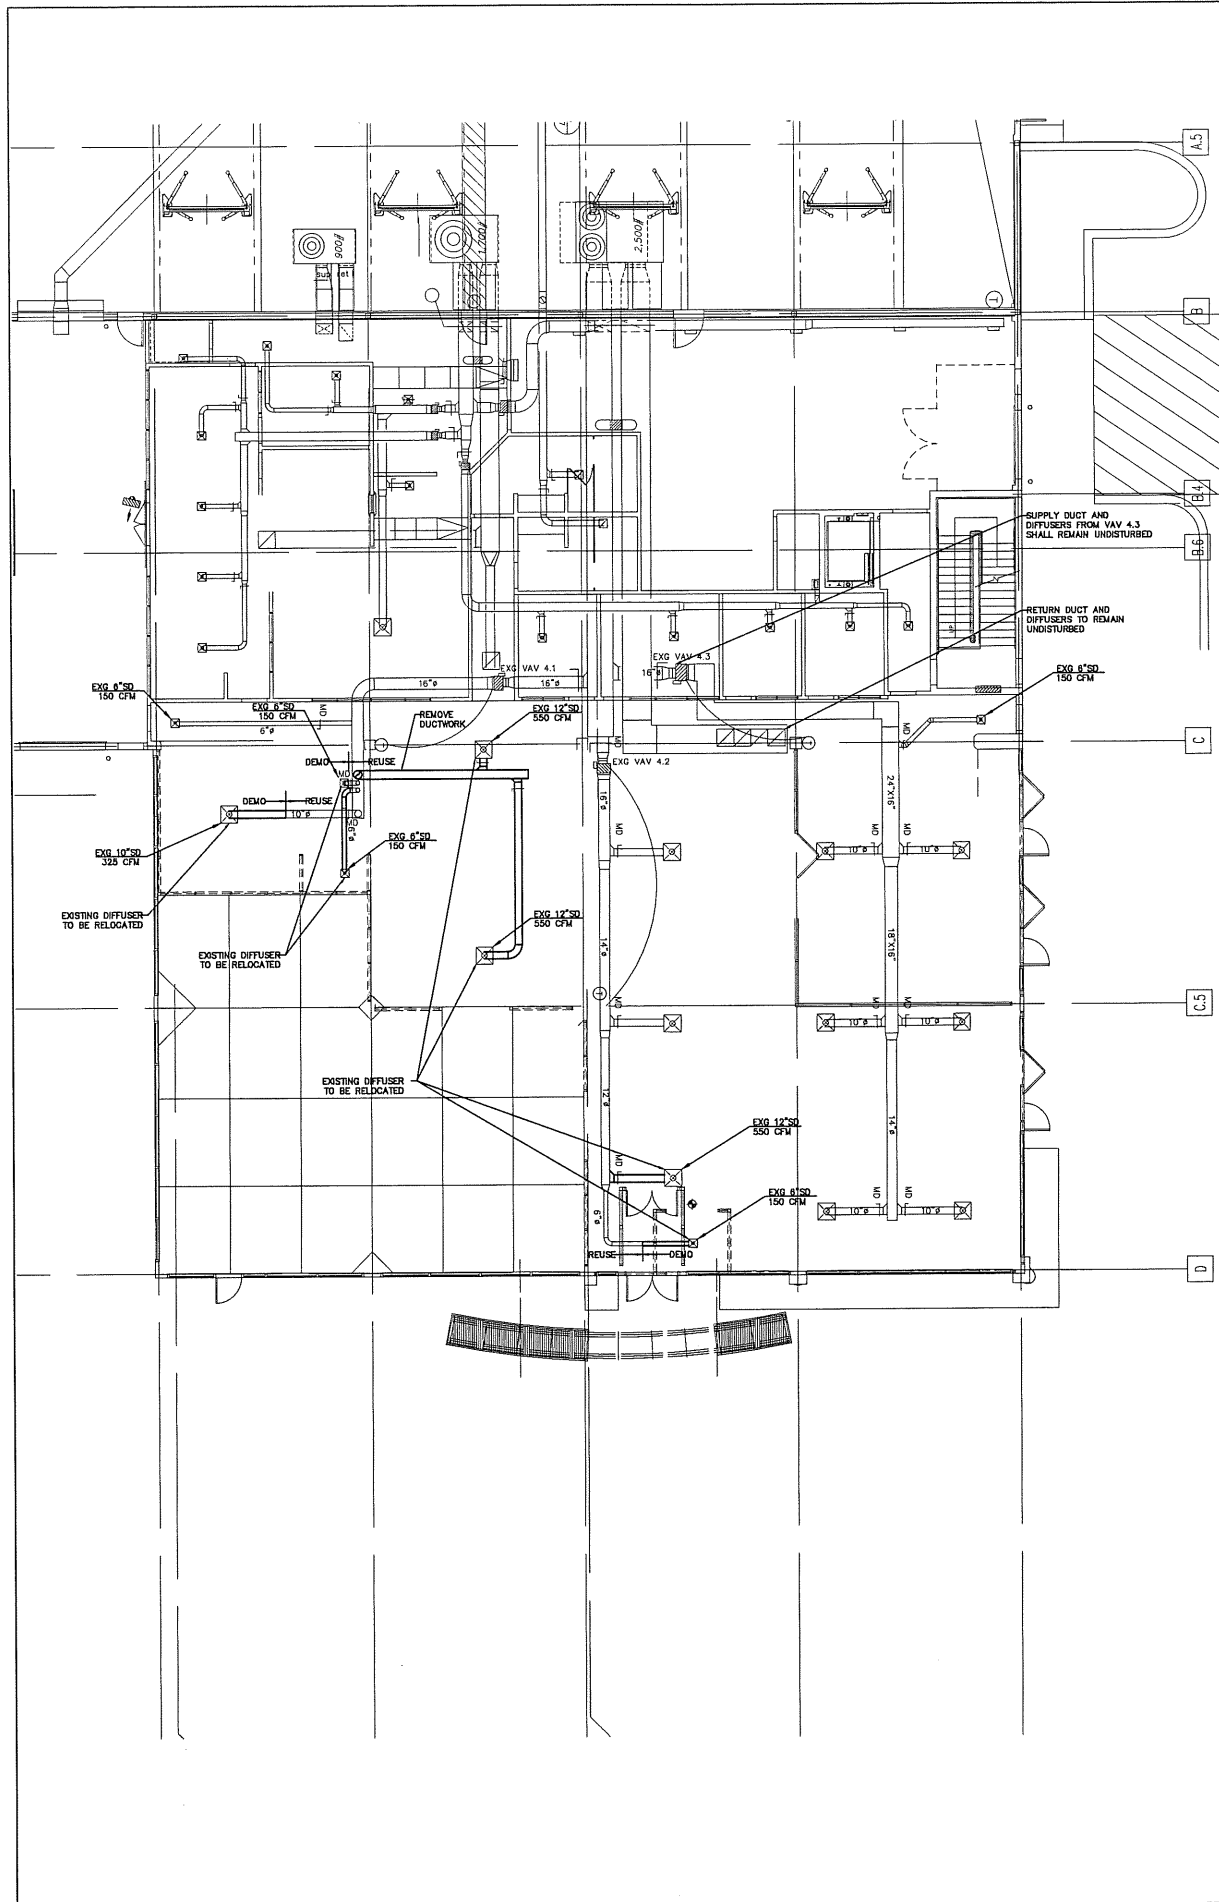 A.5
900#
1,700#
2,500#
sup
ret
T
B
B.4
SUPPLY DUCT AND
DIFFUSERS FROM VAV 4.3
SHALL REMAIN UNDISTURBED
B.6
RETURN DUCT AND
DIFFUSERS TO REMAIN
UNDISTURBED
UP
EXG VAV 4.3
16"ø
EXG VAV 4.1
16"ø
16"ø
EXG 6"SD
150 CFM
EXG 6"SD
150 CFM
6"ø
MD
EXG 6"SD
150 CFM
REMOVE
DUCTWORK
EXG 12"SD
550 CFM
MD
MD
C
DEMO
REUSE
MD
EXG VAV 4.2
DEMO
REUSE
10"ø
MD
6"ø
16"ø
24"X16"
EXG 10"SD
325 CFM
EXG 6"SD
150 CFM
MD
MD
MD
10"ø
10"ø
EXISTING DIFFUSER
TO BE RELOCATED
EXG 12"SD
550 CFM
14"ø
18"X16"
EXISTING DIFFUSER
TO BE RELOCATED
T
MD
MD
MD
C.5
10"ø
10"ø
EXISTING DIFFUSER
TO BE RELOCATED
12"ø
14"ø
EXG 12"SD
550 CFM
MD
EXG 6"SD
150 CFM
MD
MD
10"ø
10"ø
6"ø
REUSE
DEMO
D